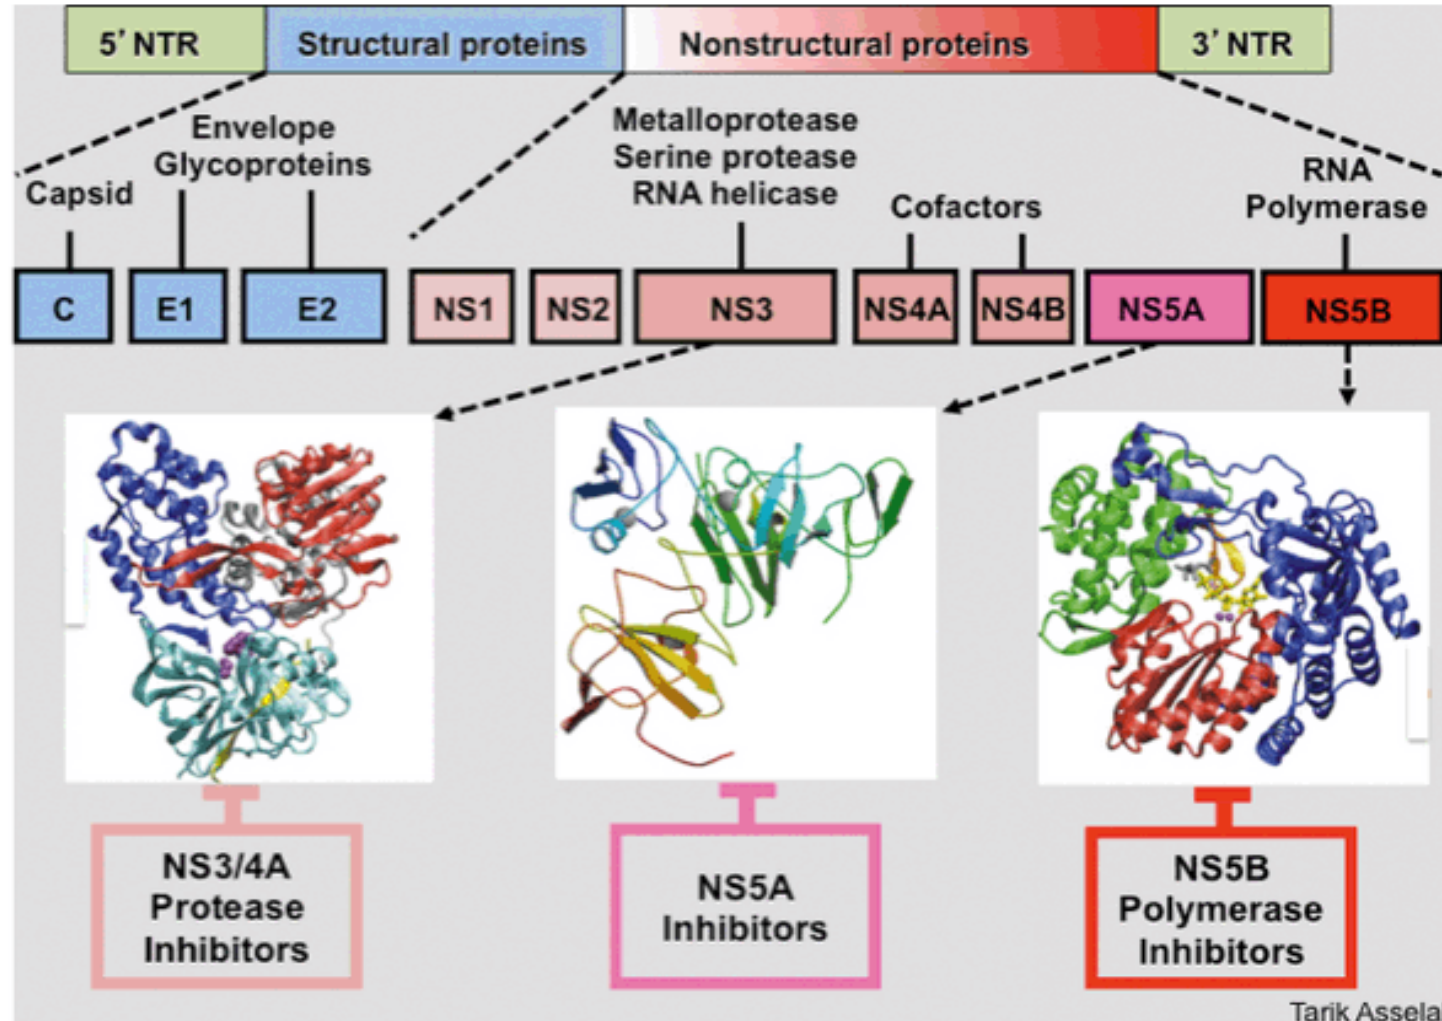 5’ NTR
Structural proteins
Nonstructural proteins
3’ NTR
Envelope
Glycoproteins
Capsid
Metalloprotease
Serine protease
RNA helicase
Cofactors
RNA
Polymerase
C
E1
E2
NS1
NS2
NS3
NS4A
NS4B
NS5A
NS5B
NS3/4A
Protease
Inhibitors
NS5A
Inhibitors
NS5B
Polymerase
Inhibitors
Tarik Assela